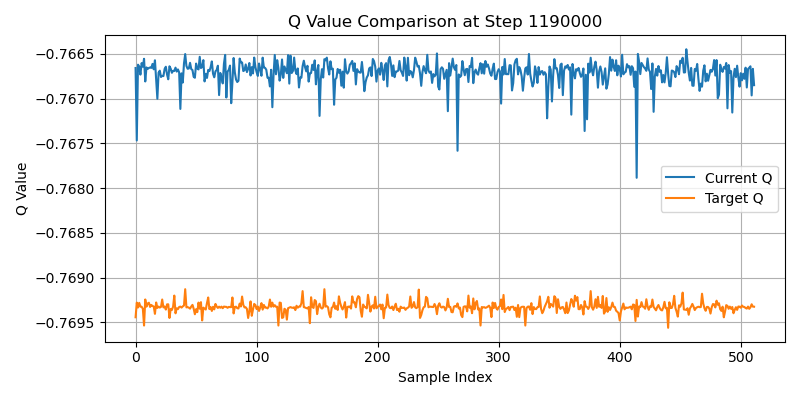 Q Value Comparison at Step 1190000
−0.7665
−0.7670
−0.7675
−0.7680
−0.7685
−0.7690
−0.7695
Q Value
Current Q
Target Q
0 100 200 300 400 500
Sample Index